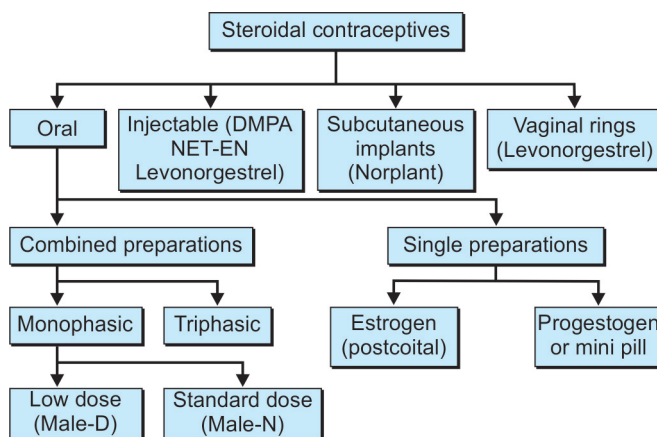 Steroidal contraceptives
Oral
Injectable (DMPA
NET-EN
Levonorgestrel)
Subcutaneous
implants
(Norplant)
Vaginal rings
(Levonorgestrel)
Combined preparations
Single preparations
Monophasic
Triphasic
Estrogen
(postcoital)
Progestogen
or mini pill
Low dose
(Male-D)
Standard dose
(Male-N)